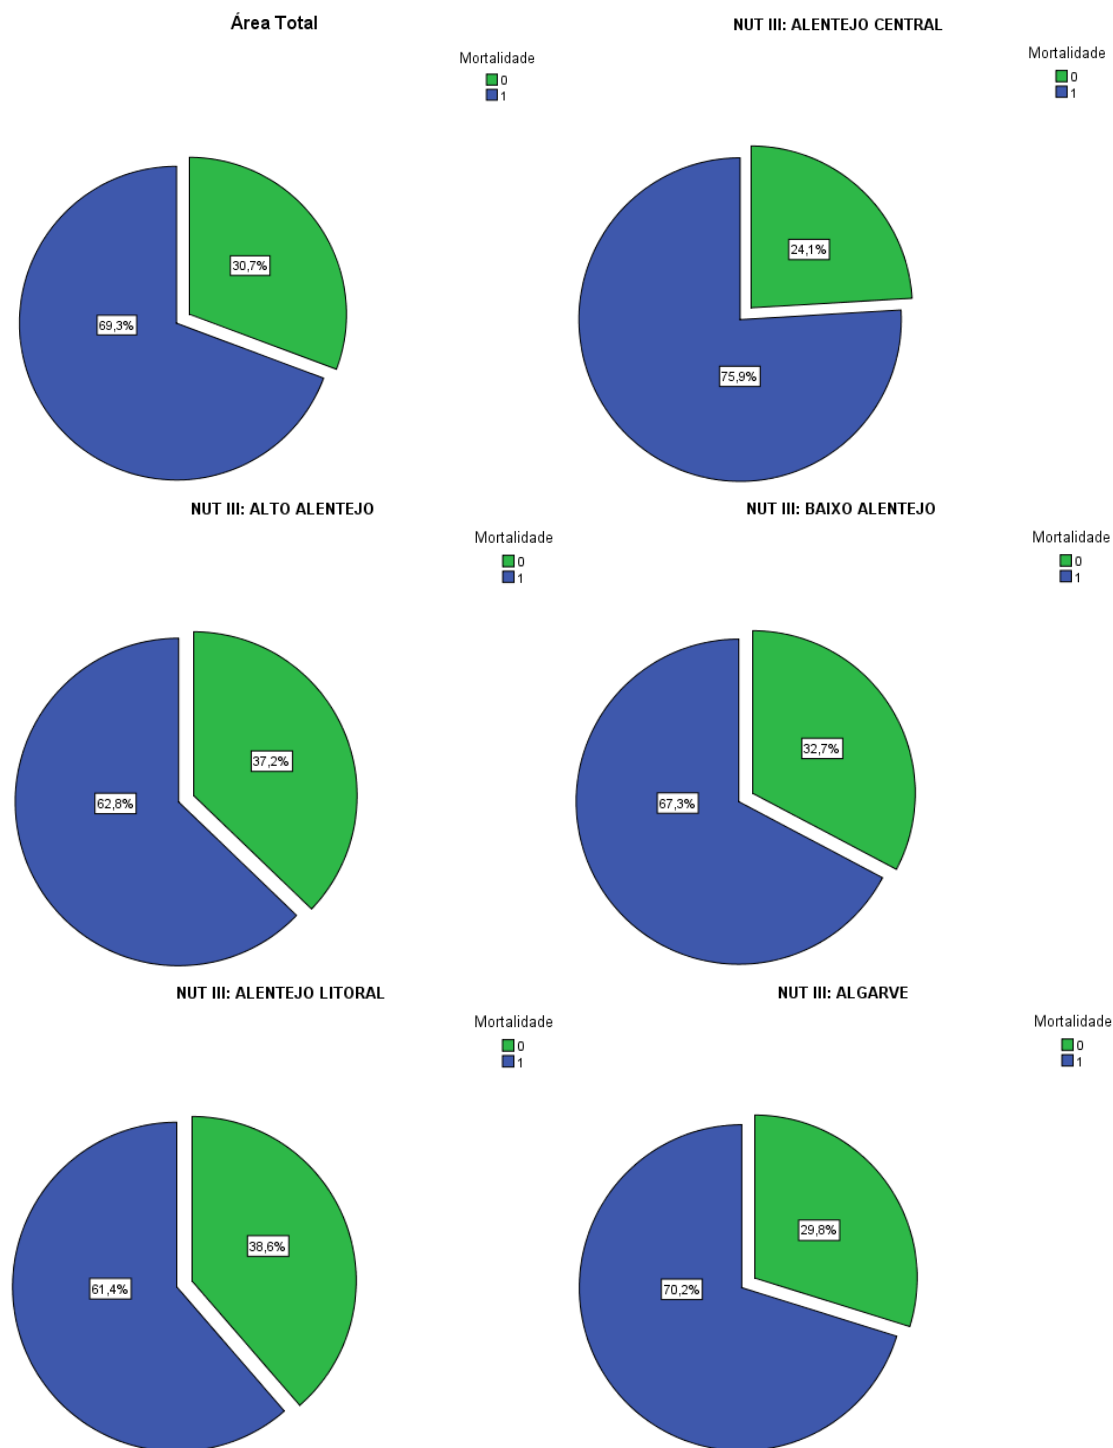 Área Total
Mortalidade
0
1
30,7%
69,3%
NUT III: ALENTEJO CENTRAL
Mortalidade
0
1
24,1%
75,9%
NUT III: ALTO ALENTEJO
Mortalidade
0
1
37,2%
62,8%
NUT III: BAIXO ALENTEJO
Mortalidade
0
1
32,7%
67,3%
NUT III: ALENTEJO LITORAL
Mortalidade
0
1
38,6%
61,4%
NUT III: ALGARVE
Mortalidade
0
1
29,8%
70,2%